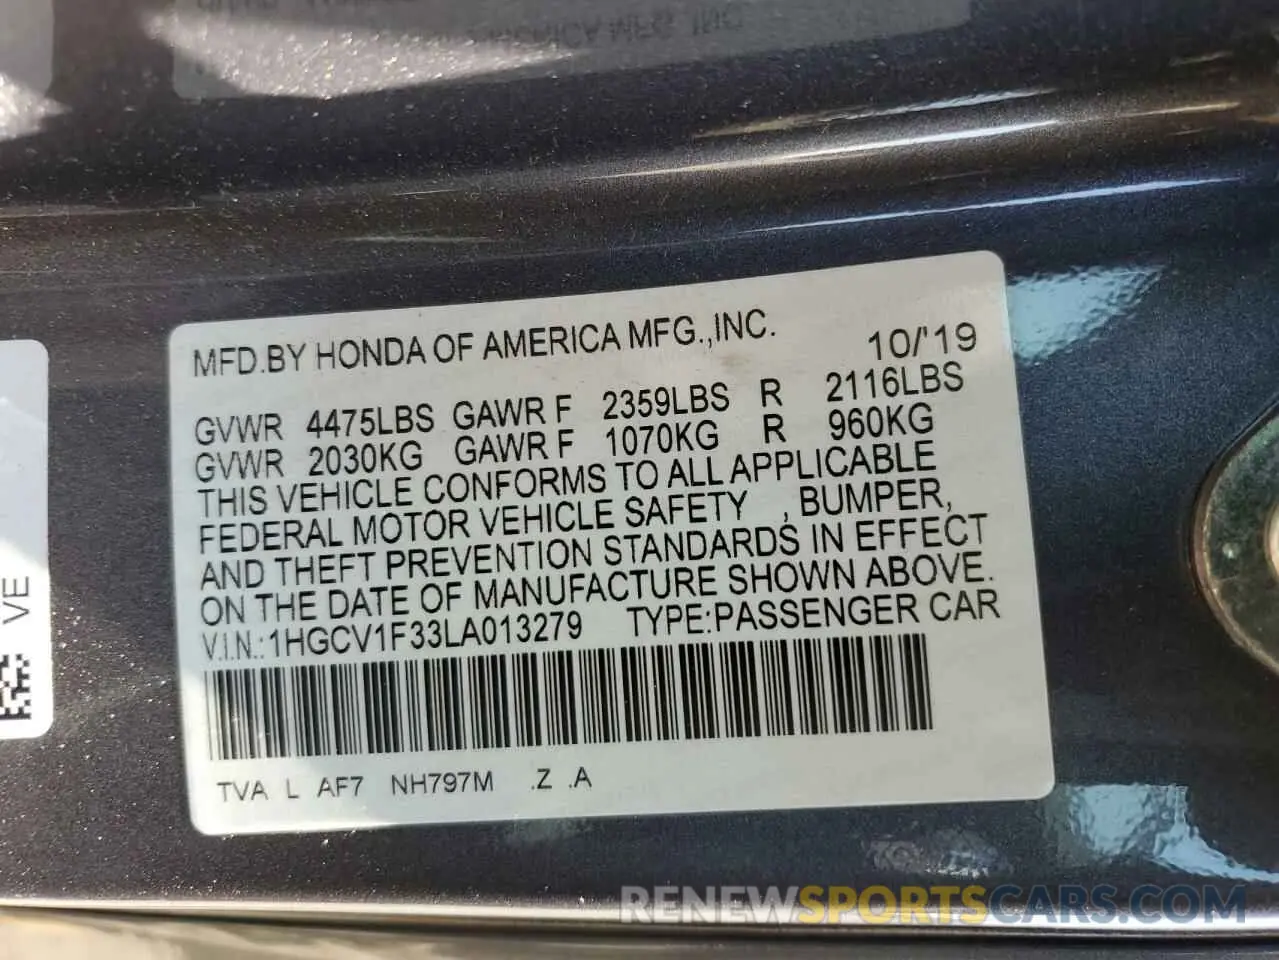 MFD.BY HONDA OF AMERICA MFG.,INC. 10/'19
GVWR 4475LBS GAWR F 2359LBS R 2116LBS
GVWR 2030KG GAWR F 1070KG R 960KG
THIS VEHICLE CONFORMS TO ALL APPLICABLE
FEDERAL MOTOR VEHICLE SAFETY , BUMPER,
AND THEFT PREVENTION STANDARDS IN EFFECT
ON THE DATE OF MANUFACTURE SHOWN ABOVE.
V.I.N.:1HGCV1F33LA013279 TYPE:PASSENGER CAR
TVA L AF7 NH797M .Z .A
VE
RENEWSPORTSCARS.COM